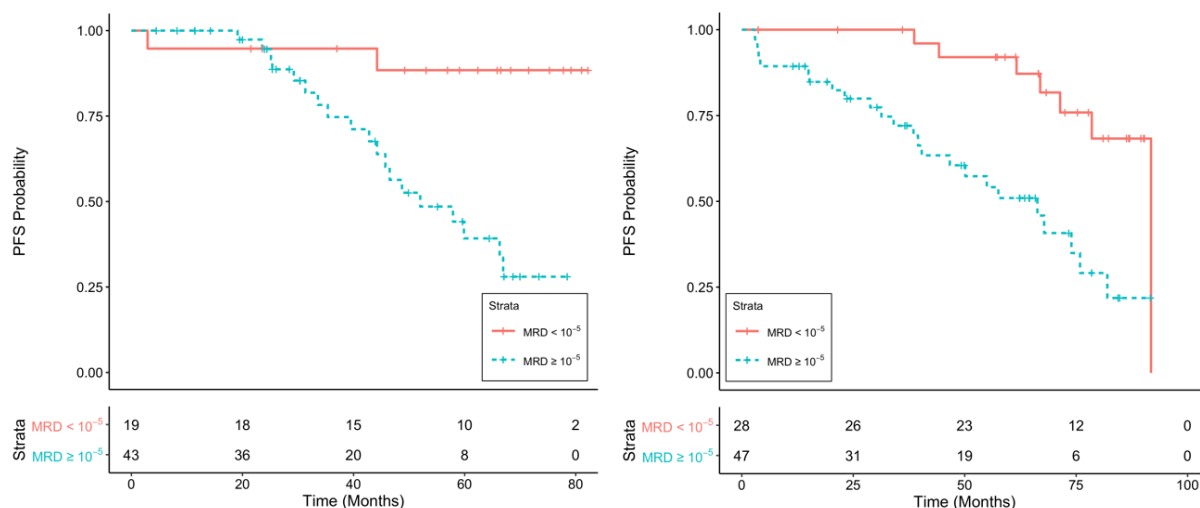 1.00
0.75
0.50
0.25
0.00
PFS Probability
Strata
MRD < 10⁻⁵
MRD ≥ 10⁻⁵
Strata
MRD < 10⁻⁵ 19 18 15 10 2
MRD ≥ 10⁻⁵ 43 36 20 8 0
0 20 40 60 80
Time (Months)
1.00
0.75
0.50
0.25
0.00
PFS Probability
Strata
MRD < 10⁻⁵
MRD ≥ 10⁻⁵
Strata
MRD < 10⁻⁵ 28 26 23 12 0
MRD ≥ 10⁻⁵ 47 31 19 6 0
0 25 50 75 100
Time (Months)